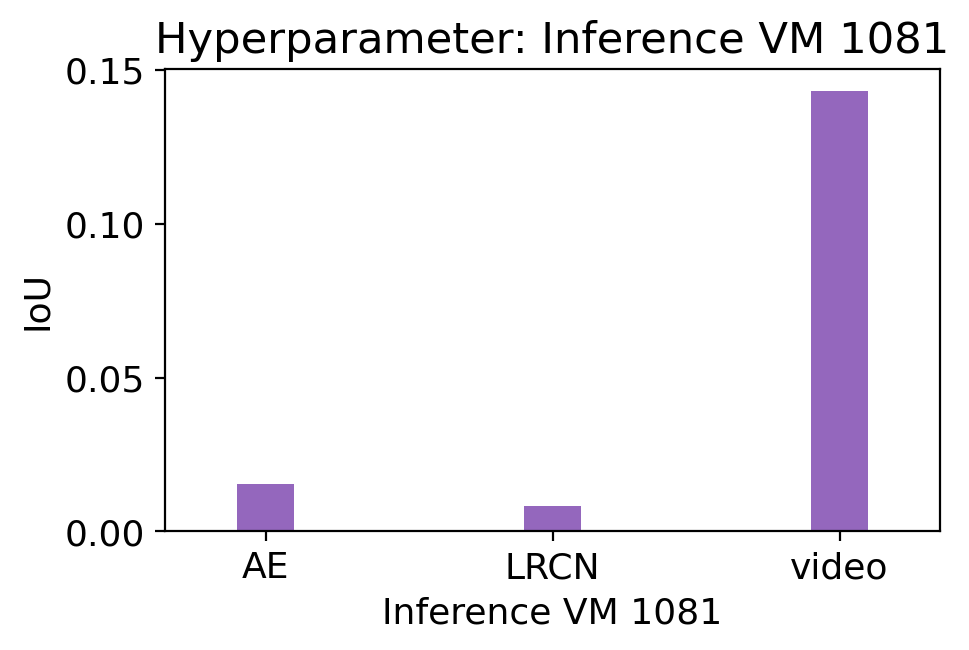 Hyperparameter: Inference VM 1081
0.15
0.10
0.05
0.00
IoU
AE LRCN video
Inference VM 1081